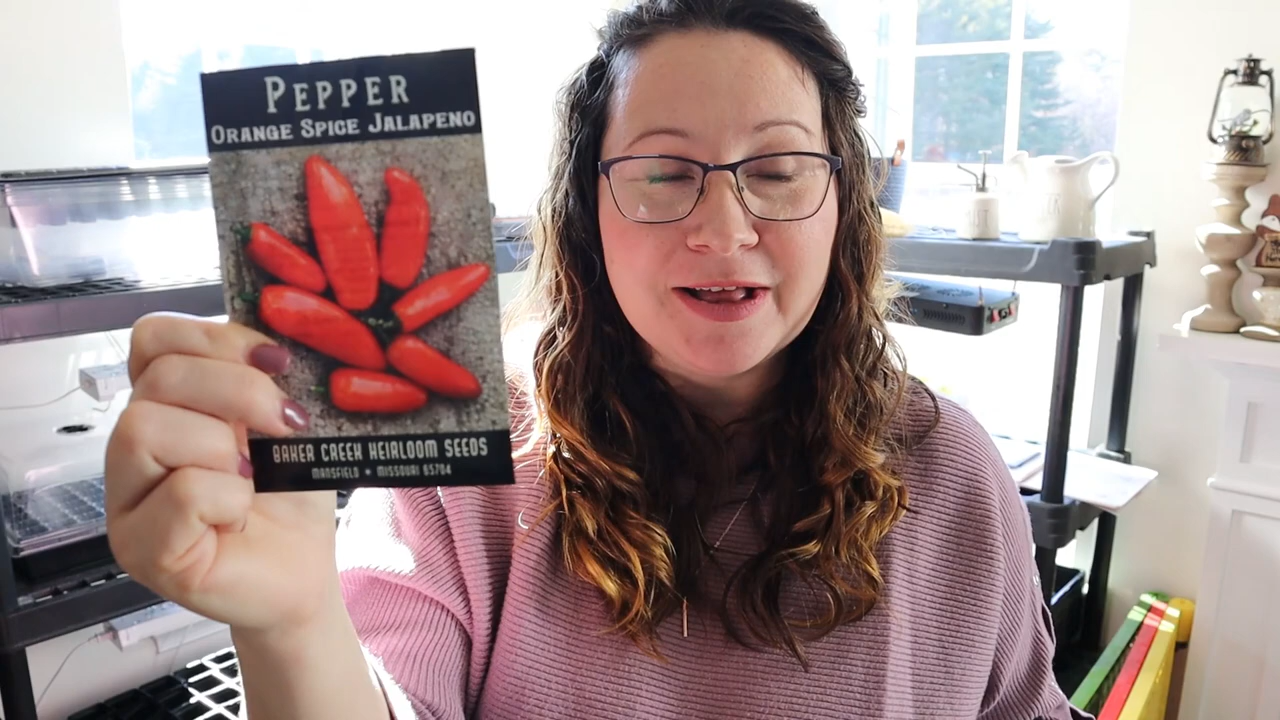 PEPPER
ORANGE SPICE JALAPENO
BAKER CREEK HEIRLOOM SEEDS
MANSFIELD * MISSOURI 65704